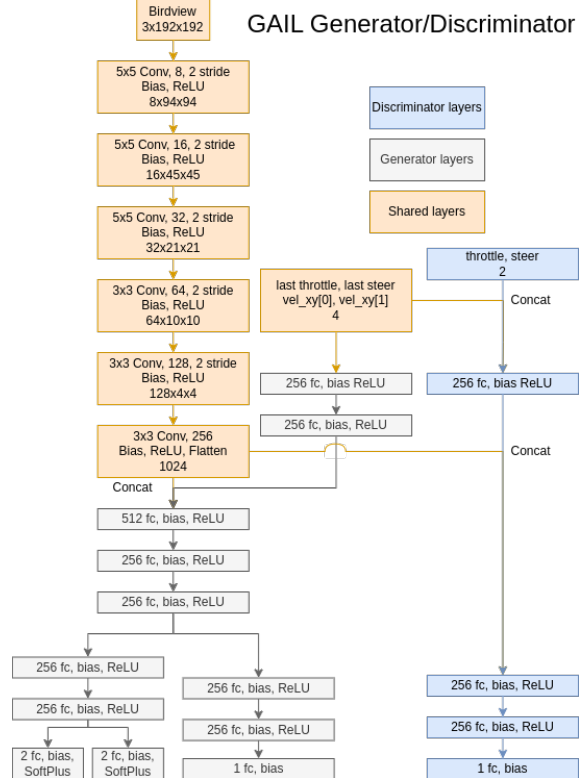 GAIL Generator/Discriminator
Birdview
3x192x192
5x5 Conv, 8, 2 stride
Bias, ReLU
8x94x94
5x5 Conv, 16, 2 stride
Bias, ReLU
16x45x45
5x5 Conv, 32, 2 stride
Bias, ReLU
32x21x21
3x3 Conv, 64, 2 stride
Bias, ReLU
64x10x10
3x3 Conv, 128, 2 stride
Bias, ReLU
128x4x4
3x3 Conv, 256
Bias, ReLU, Flatten
1024
Concat
Discriminator layers
Generator layers
Shared layers
last throttle, last steer
vel_xy[0], vel_xy[1]
4
256 fc, bias ReLU
256 fc, bias, ReLU
throttle, steer
2
Concat
256 fc, bias ReLU
Concat
512 fc, bias, ReLU
256 fc, bias, ReLU
256 fc, bias, ReLU
256 fc, bias, ReLU
256 fc, bias, ReLU
2 fc, bias,
SoftPlus
2 fc, bias,
SoftPlus
256 fc, bias, ReLU
256 fc, bias, ReLU
1 fc, bias
256 fc, bias, ReLU
256 fc, bias, ReLU
1 fc, bias